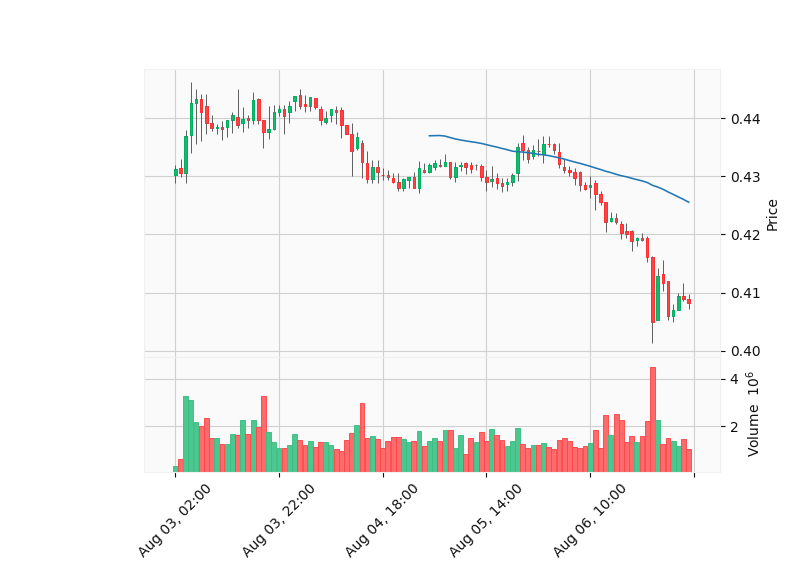 0.44
0.43
0.42
0.41
0.40
Price
4
2
Volume 10^6
Aug 03, 02:00
Aug 03, 22:00
Aug 04, 18:00
Aug 05, 14:00
Aug 06, 10:00